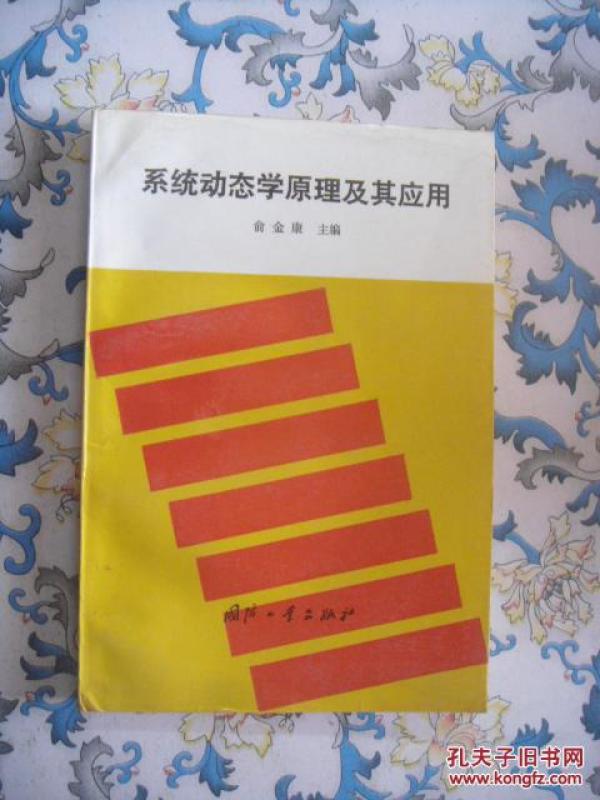 系统动态学原理及其应用
俞金康 主编
国防工业出版社
孔夫子旧书网
www.kongfz.com